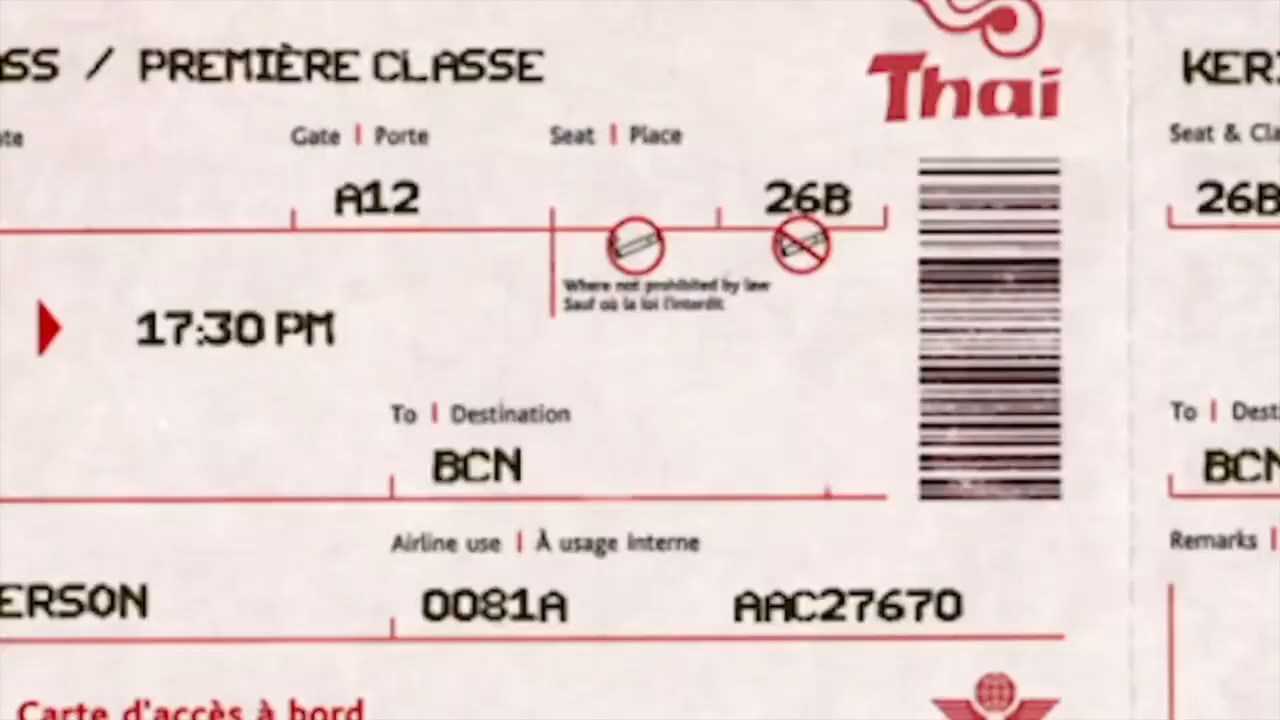 ASS / PREMIÈRE CLASSE
Thai
KERI
Gate | Porte
Seat | Place
Seat & Cla
A12
26B
26B
Where not prohibited by law
Sauf où la loi l'interdit
17:30 PM
To | Destination
To | Dest
BCN
BCN
Airline use | À usage interne
Remarks |
ERSON
0081A
AAC27670
Carte d'accès à bord